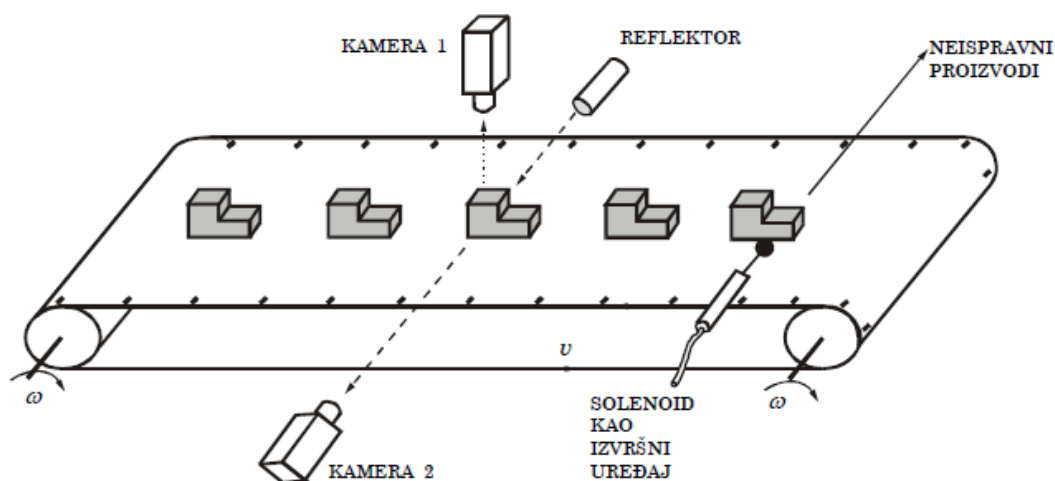 KAMERA 1
REFLEKTOR
NEISPRAVNI
PROIZVODI
υ
ω
ω
SOLENOID
KAO
IZVRŠNI
UREĐAJ
KAMERA 2